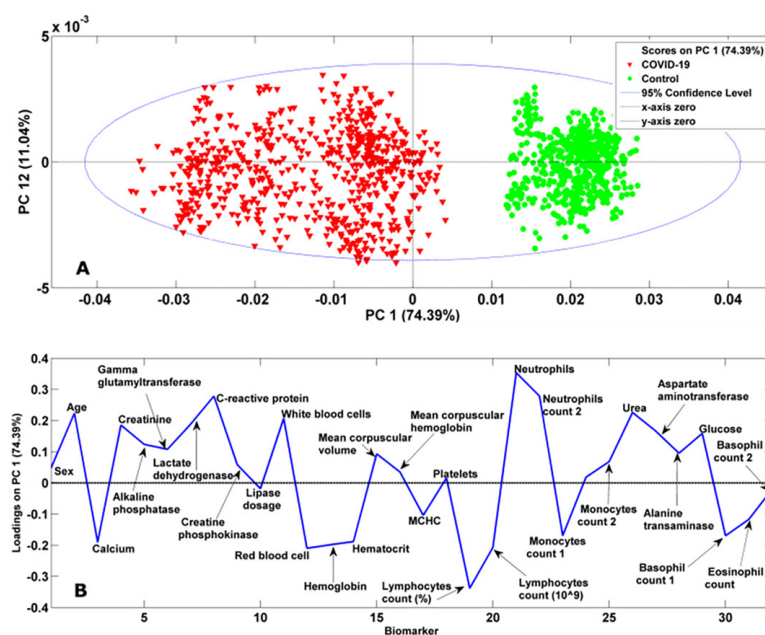 5
× 10⁻³
0
-5
PC 12 (11.04%)
Scores on PC 1 (74.39%)
COVID-19
Control
95% Confidence Level
x-axis zero
y-axis zero
A
-0.04 -0.03 -0.02 -0.01 0 0.01 0.02 0.03 0.04
PC 1 (74.39%)
0.4
0.3
0.2
0.1
0
-0.1
-0.2
-0.3
-0.4
Loadings on PC 1 (74.39%)
Sex
Age
Calcium
Creatinine
Alkaline
phosphatase
Gamma
glutamyltransferase
Lactate
dehydrogenase
C-reactive protein
Creatine
phosphokinase
Lipase
dosage
White blood cells
Red blood cell
Hemoglobin
Hematocrit
Mean corpuscular
volume
Mean corpuscular
hemoglobin
MCHC
Platelets
Lymphocytes
count (%)
Lymphocytes
count (10^9)
Neutrophils
Neutrophils
count 2
Monocytes
count 1
Monocytes
count 2
Urea
Aspartate
aminotransferase
Alanine
transaminase
Glucose
Basophil
count 1
Eosinophil
count
Basophil
count 2
B
5 10 15 20 25 30
Biomarker